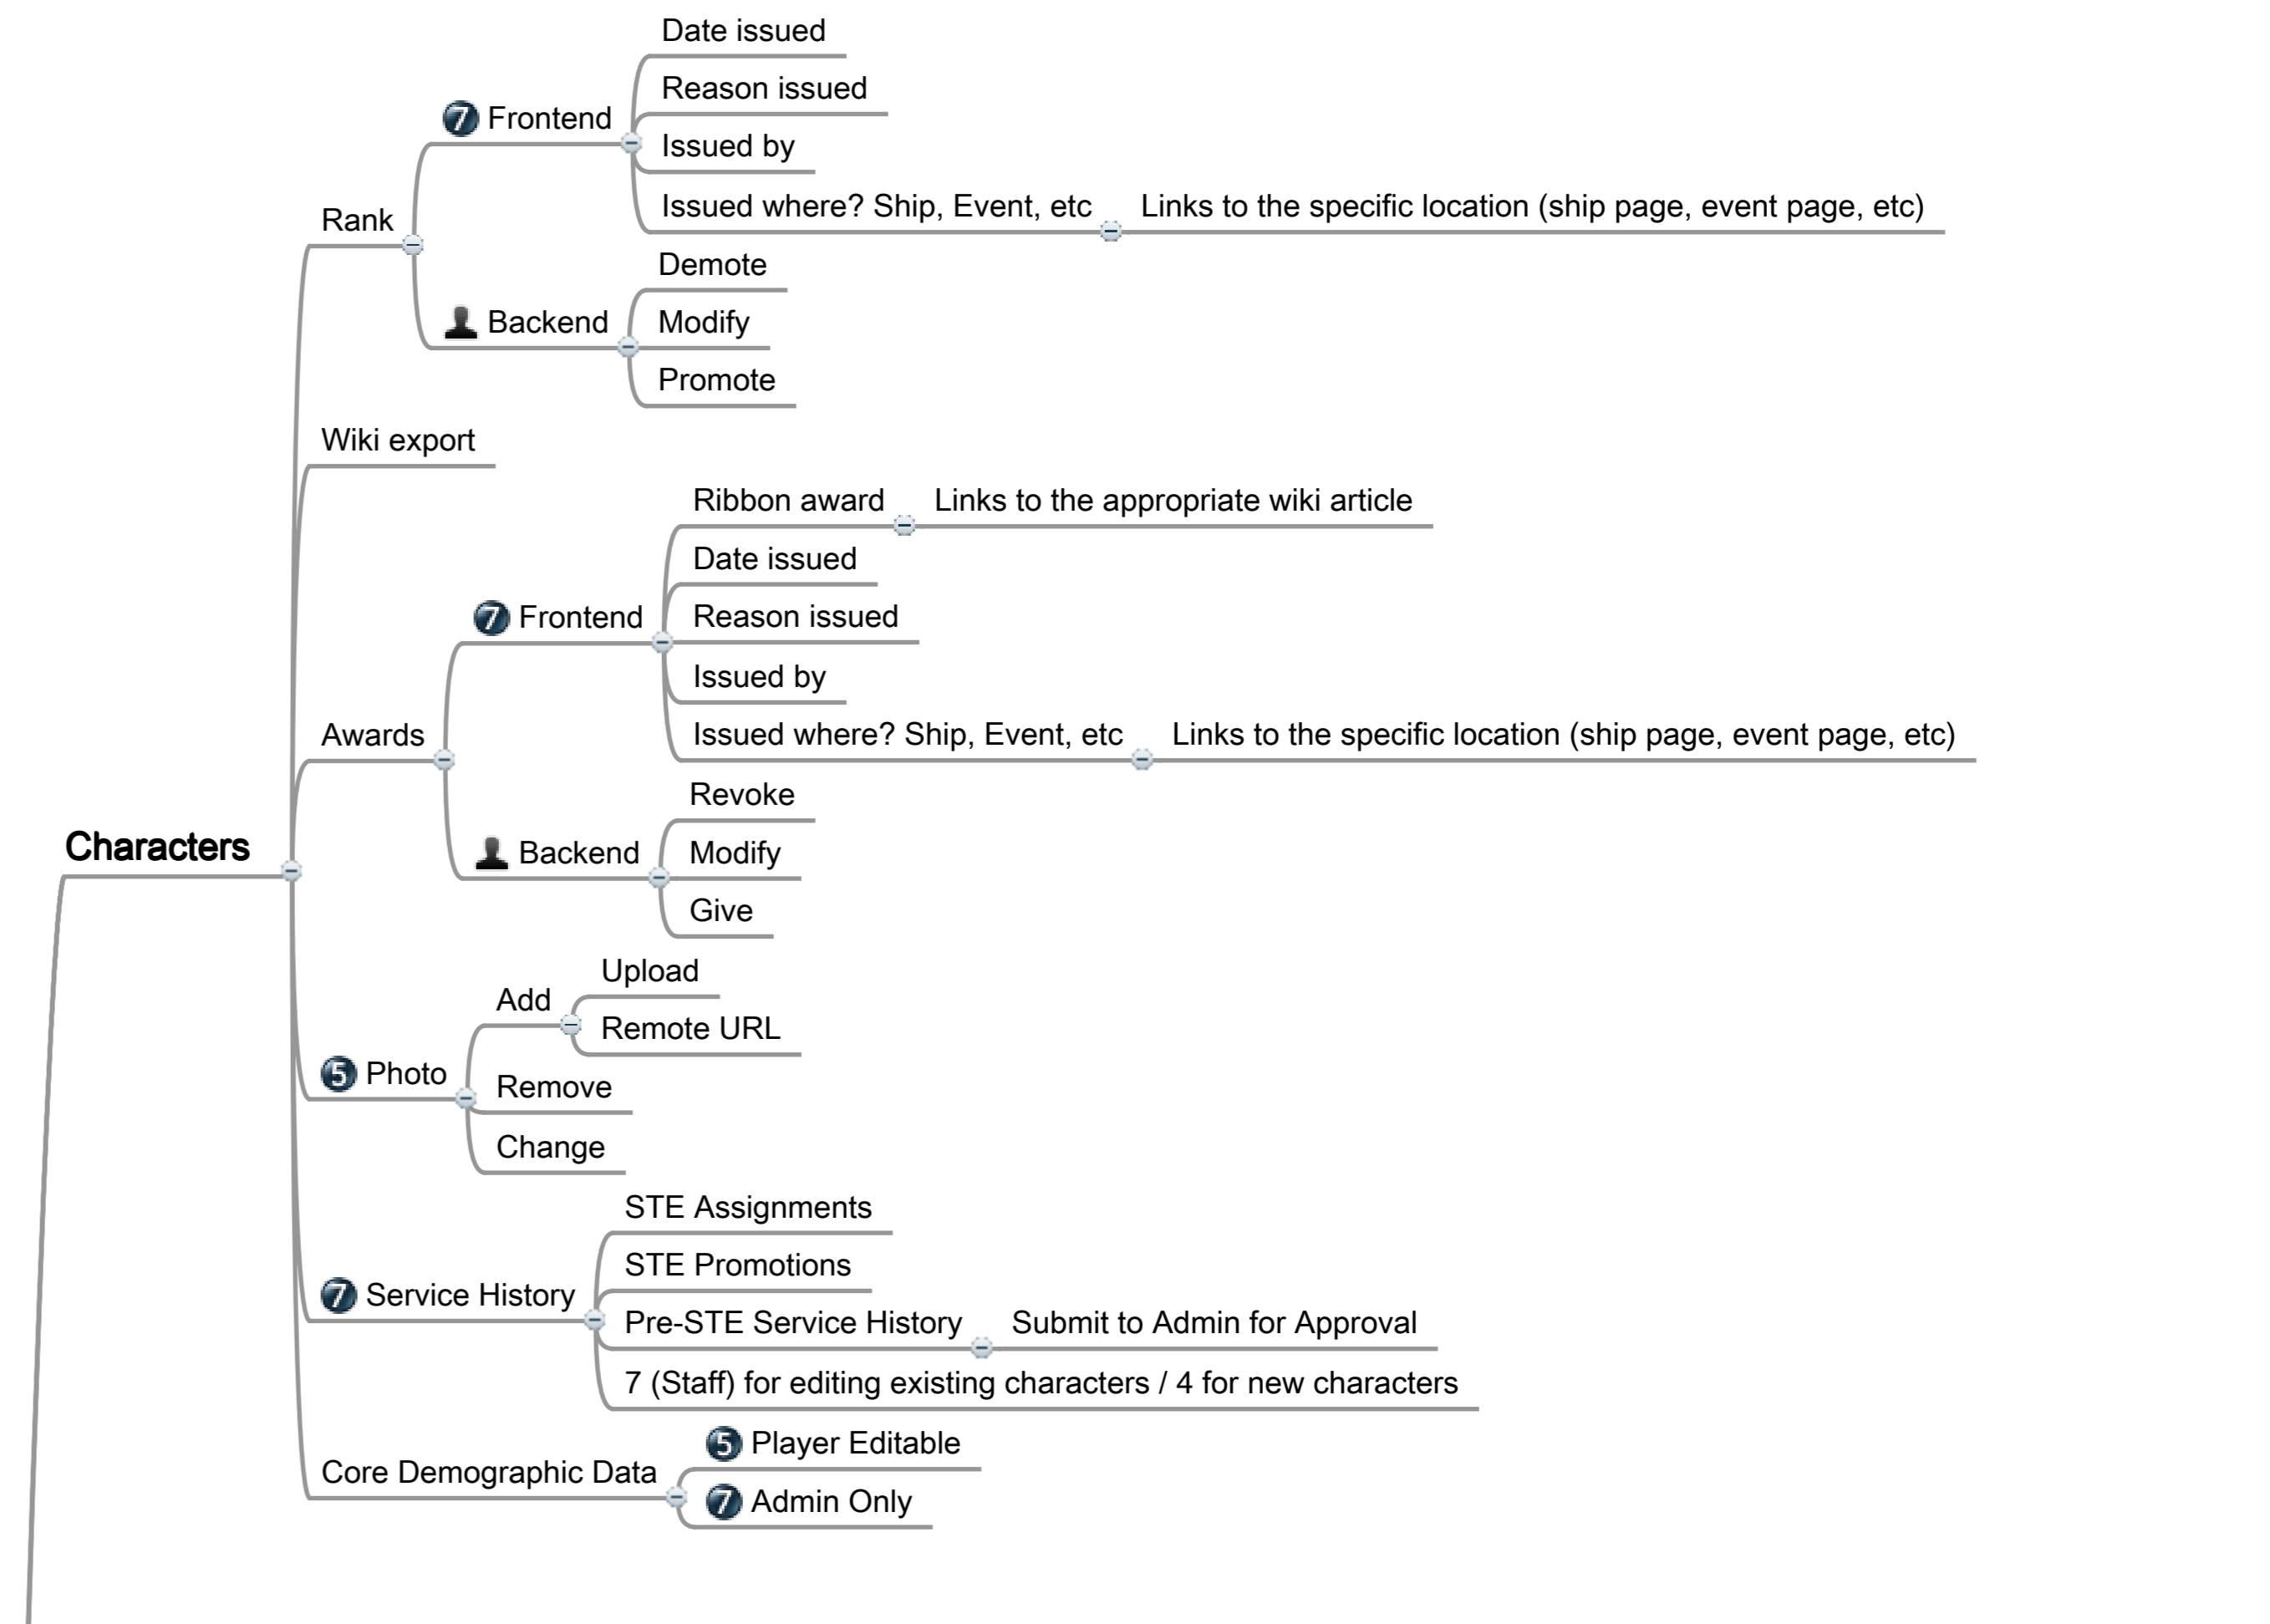 Date issued
Reason issued
7 Frontend
Issued by
Issued where? Ship, Event, etc
Links to the specific location (ship page, event page, etc)
Rank
Demote
Backend
Modify
Promote
Wiki export
Ribbon award
Links to the appropriate wiki article
Date issued
7 Frontend
Reason issued
Issued by
Issued where? Ship, Event, etc
Links to the specific location (ship page, event page, etc)
Awards
Revoke
Backend
Modify
Give
Characters
Upload
Add
Remote URL
5 Photo
Remove
Change
STE Assignments
STE Promotions
7 Service History
Pre-STE Service History
Submit to Admin for Approval
7 (Staff) for editing existing characters / 4 for new characters
5 Player Editable
Core Demographic Data
7 Admin Only